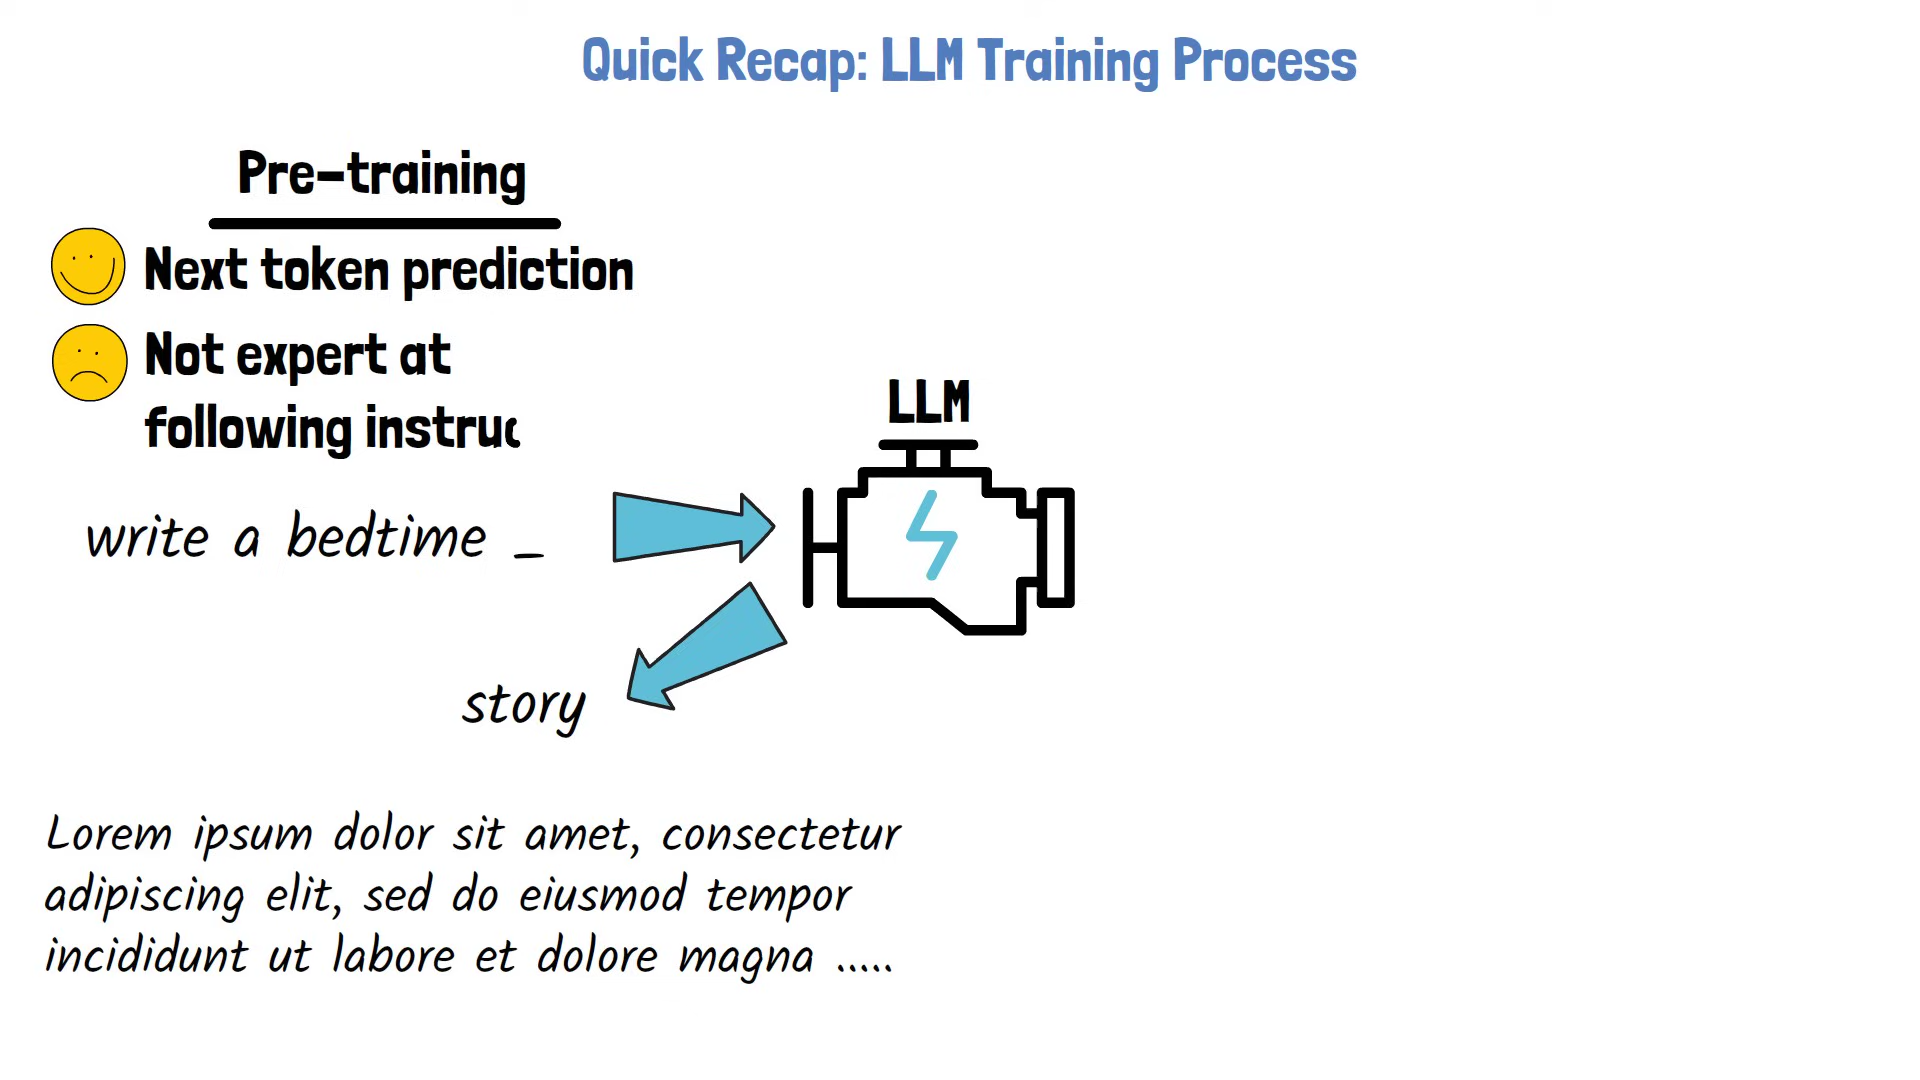 Quick Recap: LLM Training Process
Pre-training
Next token prediction
Not expert at
following instruc
LLM
write a bedtime _
story
Lorem ipsum dolor sit amet, consectetur
adipiscing elit, sed do eiusmod tempor
incididunt ut labore et dolore magna .....